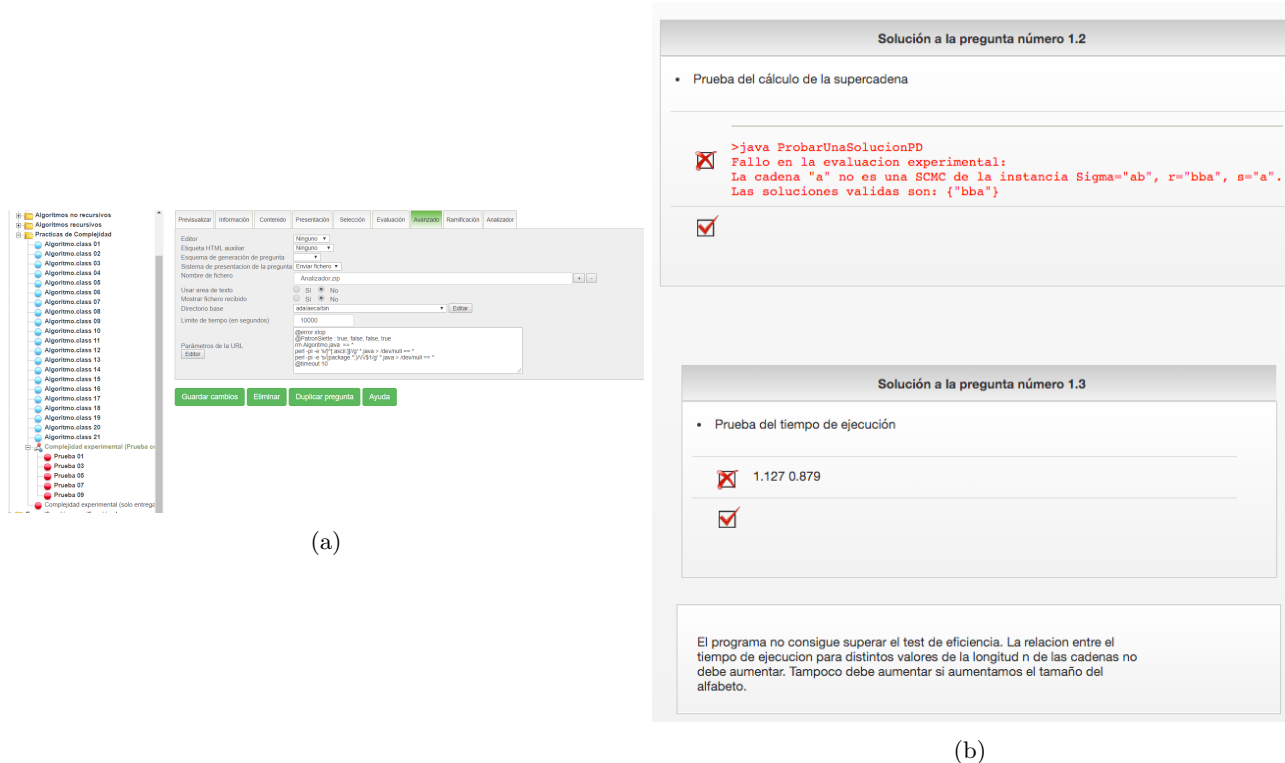 Algoritmos no recursivos
Algoritmos recursivos
Practicas de Complejidad
Algoritmo.class 01
Algoritmo.class 02
Algoritmo.class 03
Algoritmo.class 04
Algoritmo.class 05
Algoritmo.class 06
Algoritmo.class 07
Algoritmo.class 08
Algoritmo.class 09
Algoritmo.class 10
Algoritmo.class 11
Algoritmo.class 12
Algoritmo.class 13
Algoritmo.class 14
Algoritmo.class 15
Algoritmo.class 16
Algoritmo.class 17
Algoritmo.class 18
Algoritmo.class 19
Algoritmo.class 20
Algoritmo.class 21
Complejidad experimental (Prueba co
Prueba 01
Prueba 03
Prueba 05
Prueba 07
Prueba 09
Complejidad experimental (solo entrega
Previsualizar Información Contenido Presentación Selección Evaluación Avanzado Ramificación Analizador
Editor Ninguno
Etiqueta HTML auxiliar Ninguno
Esquema de generación de pregunta
Sistema de presentacion de la pregunta Enviar fichero
Nombre de fichero Analizador.zip + -
Usar area de texto SI No
Mostrar fichero recibido SI No
Directorio base ada/asca/bin Editar
Limite de tiempo (en segundos) 10000
Parámetros de la URL
Editor
@error stop
@PatronSiette : true, false, false, true
rm Algoritmo.java == *
@timeout 10
Guardar cambios Eliminar Duplicar pregunta Ayuda
(a)
Solución a la pregunta número 1.2
• Prueba del cálculo de la supercadena
>java ProbarUnaSolucionPD
Fallo en la evaluacion experimental:
La cadena "a" no es una SCMC de la instancia Sigma="ab", r="bba", s="a".
Las soluciones validas son: {"bba"}
Solución a la pregunta número 1.3
• Prueba del tiempo de ejecución
1.127 0.879
El programa no consigue superar el test de eficiencia. La relacion entre el
tiempo de ejecucion para distintos valores de la longitud n de las cadenas no
debe aumentar. Tampoco debe aumentar si aumentamos el tamaño del
alfabeto.
(b)